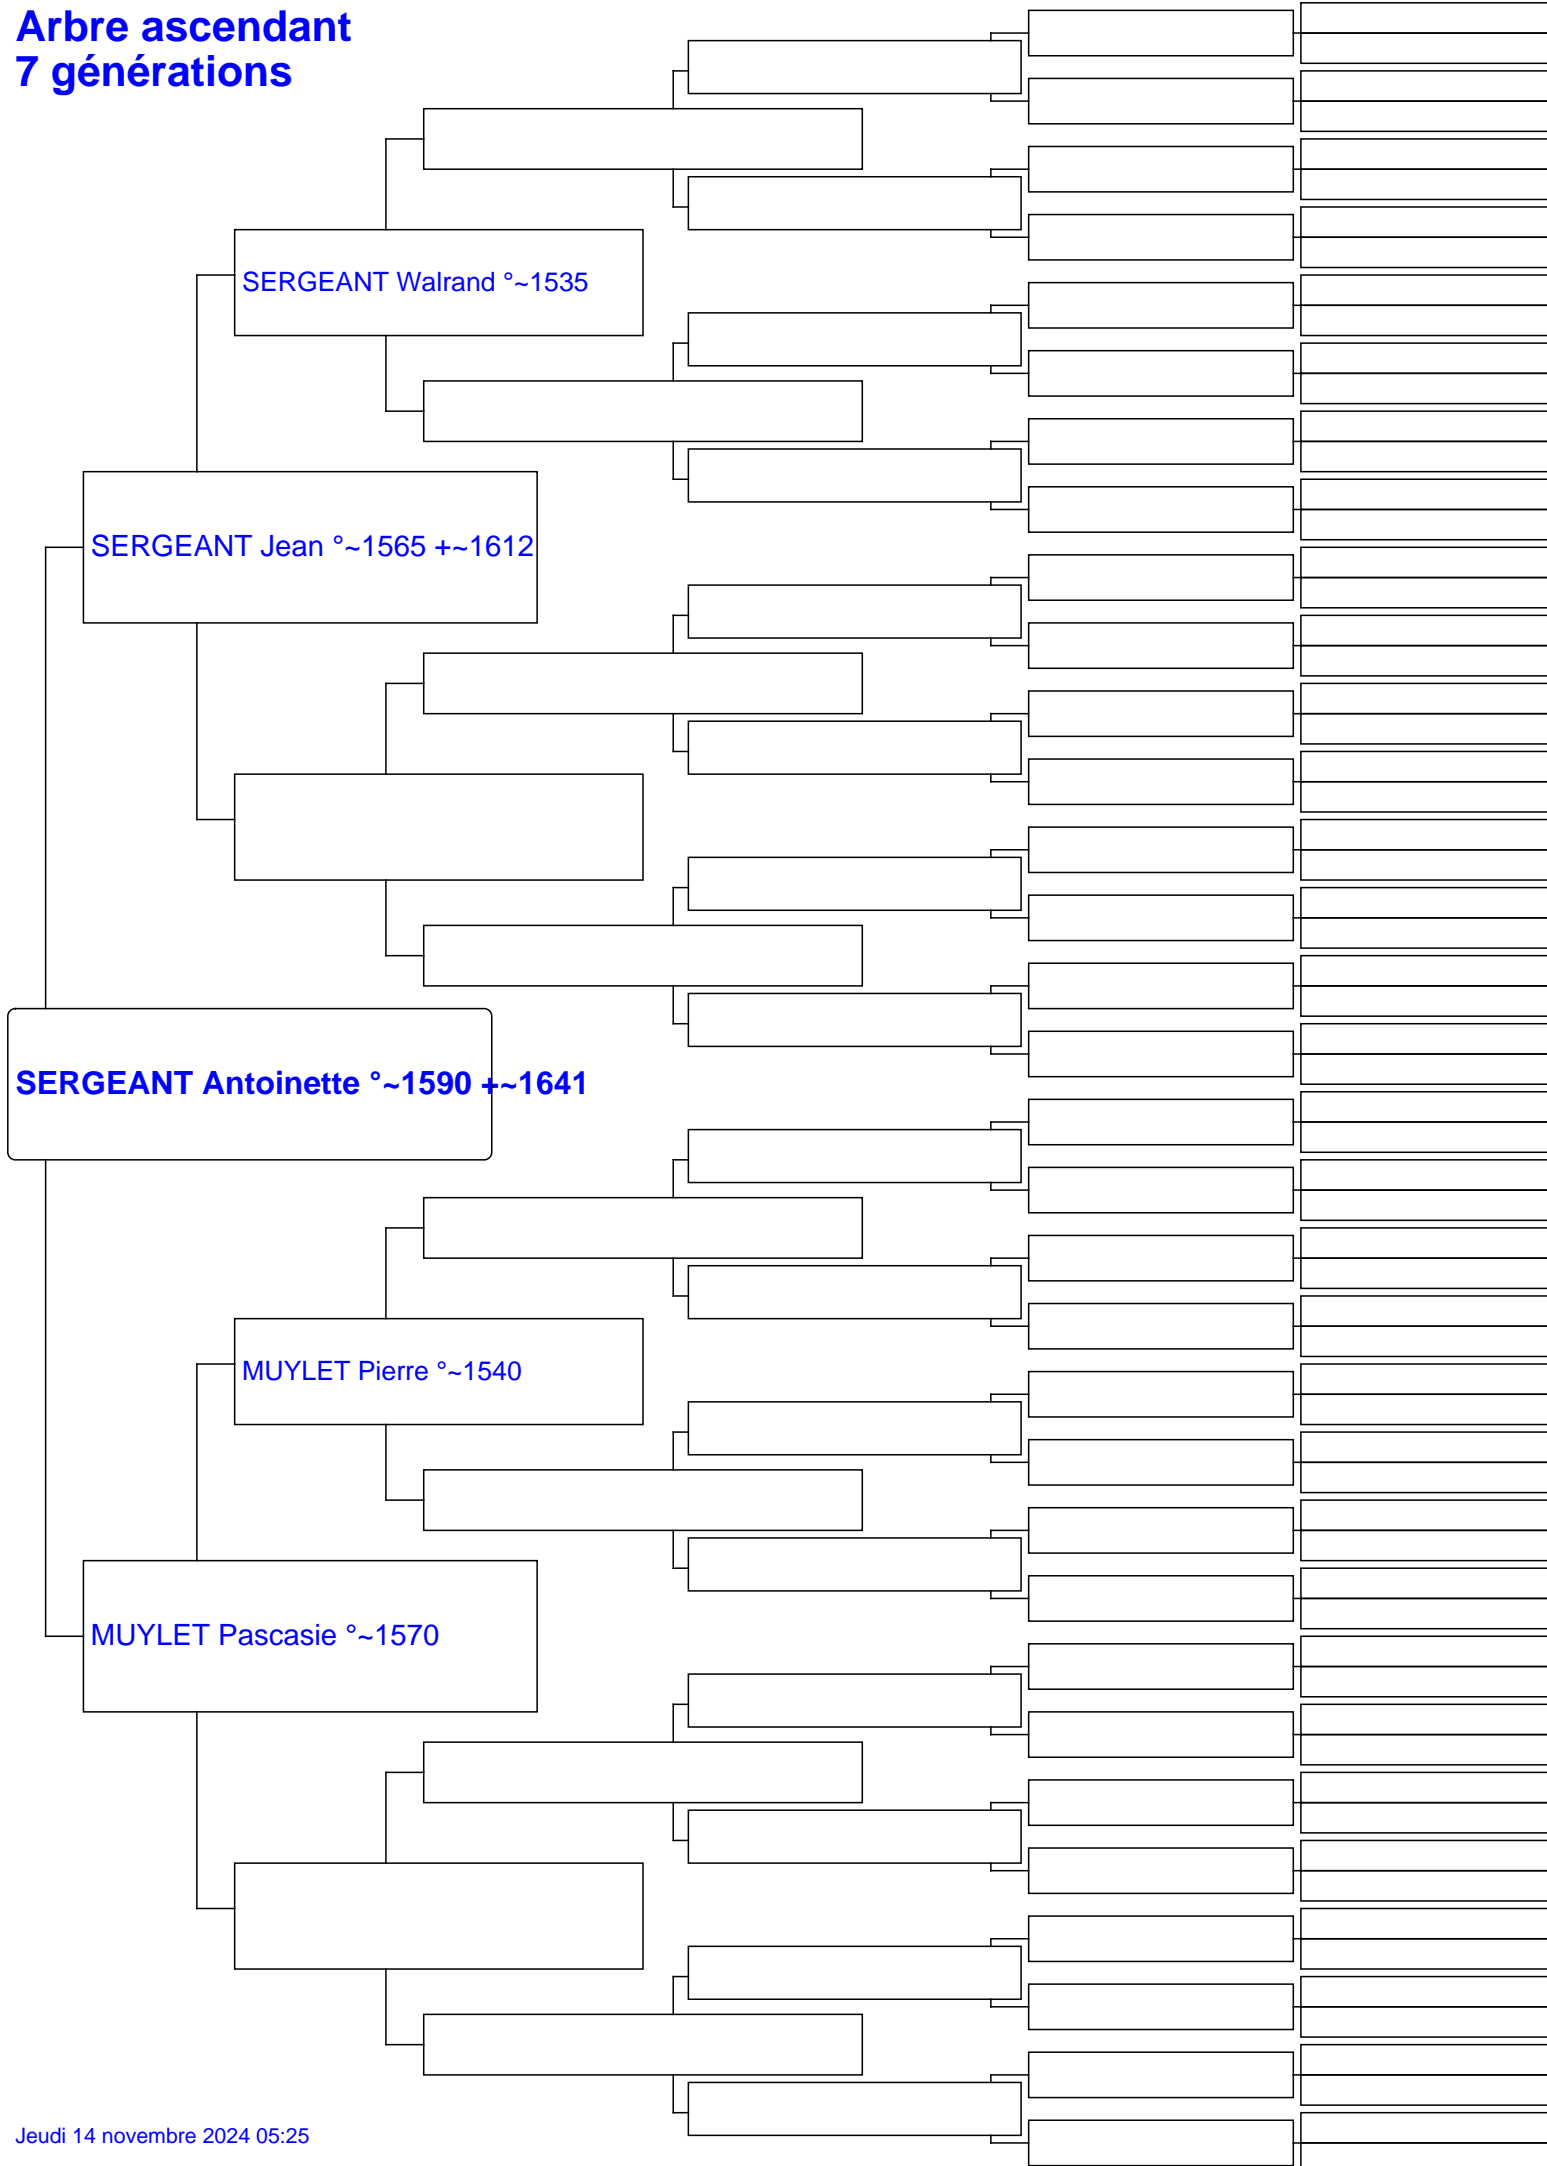 Arbre ascendant
7 générations
SERGEANT Walrand °~1535
SERGEANT Jean °~1565 +~1612
SERGEANT Antoinette °~1590 +~1641
MUYLET Pierre °~1540
MUYLET Pascasie °~1570
Jeudi 14 novembre 2024 05:25